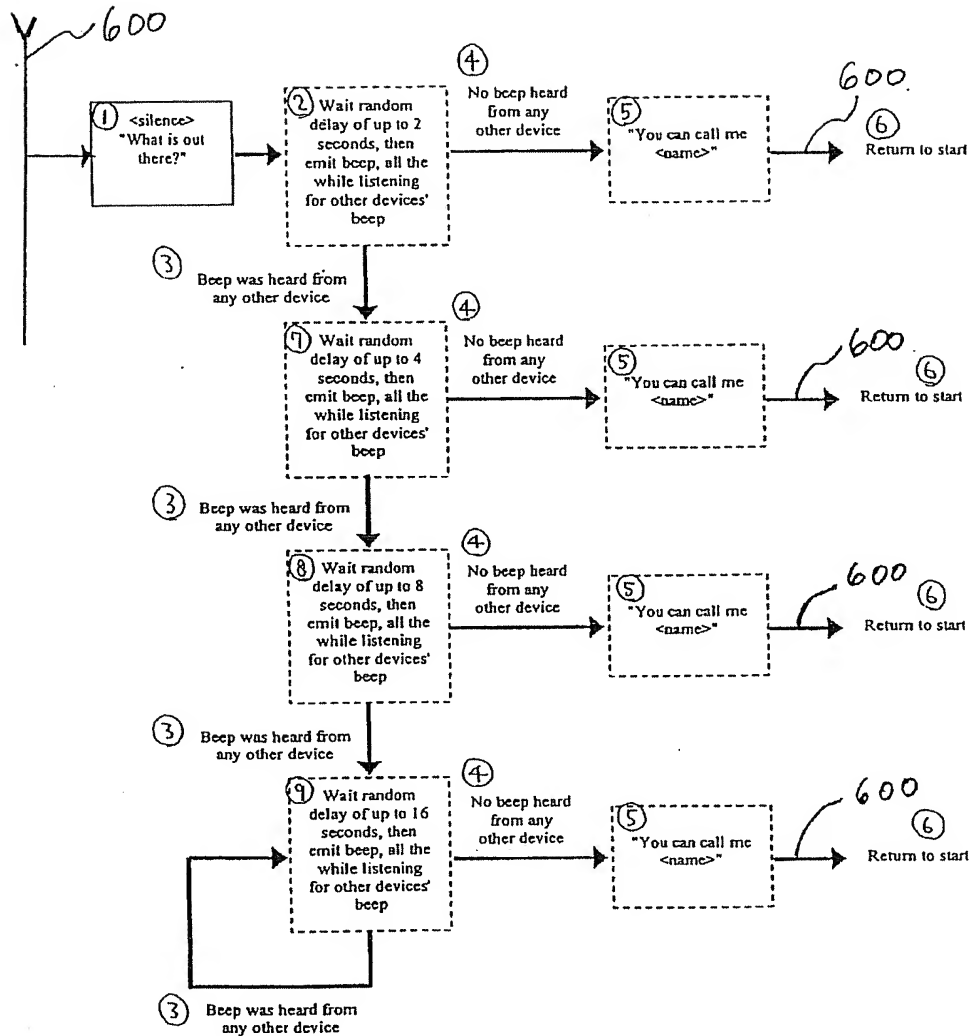 600
① <silence>
"What is out
there?"
② Wait random
delay of up to 2
seconds, then
emit beep, all the
while listening
for other devices'
beep
④
No beep heard
from any
other device
⑤
"You can call me
<name>"
600
⑥
Return to start
③ Beep was heard from
any other device
⑦ Wait random
delay of up to 4
seconds, then
emit beep, all the
while listening
for other devices'
beep
④
No beep heard
from any
other device
⑤
"You can call me
<name>"
600
⑥
Return to start
③ Beep was heard from
any other device
⑧ Wait random
delay of up to 8
seconds, then
emit beep, all the
while listening
for other devices'
beep
④
No beep heard
from any
other device
⑤
"You can call me
<name>"
600
⑥
Return to start
③ Beep was heard from
any other device
⑨ Wait random
delay of up to 16
seconds, then
emit beep, all the
while listening
for other devices'
beep
④
No beep heard
from any
other device
⑤
"You can call me
<name>"
600
⑥
Return to start
③ Beep was heard from
any other device